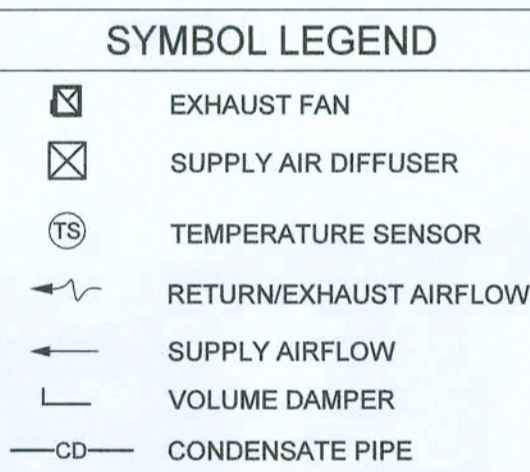 SYMBOL LEGEND
EXHAUST FAN
SUPPLY AIR DIFFUSER
TS TEMPERATURE SENSOR
RETURN/EXHAUST AIRFLOW
SUPPLY AIRFLOW
VOLUME DAMPER
CD CONDENSATE PIPE